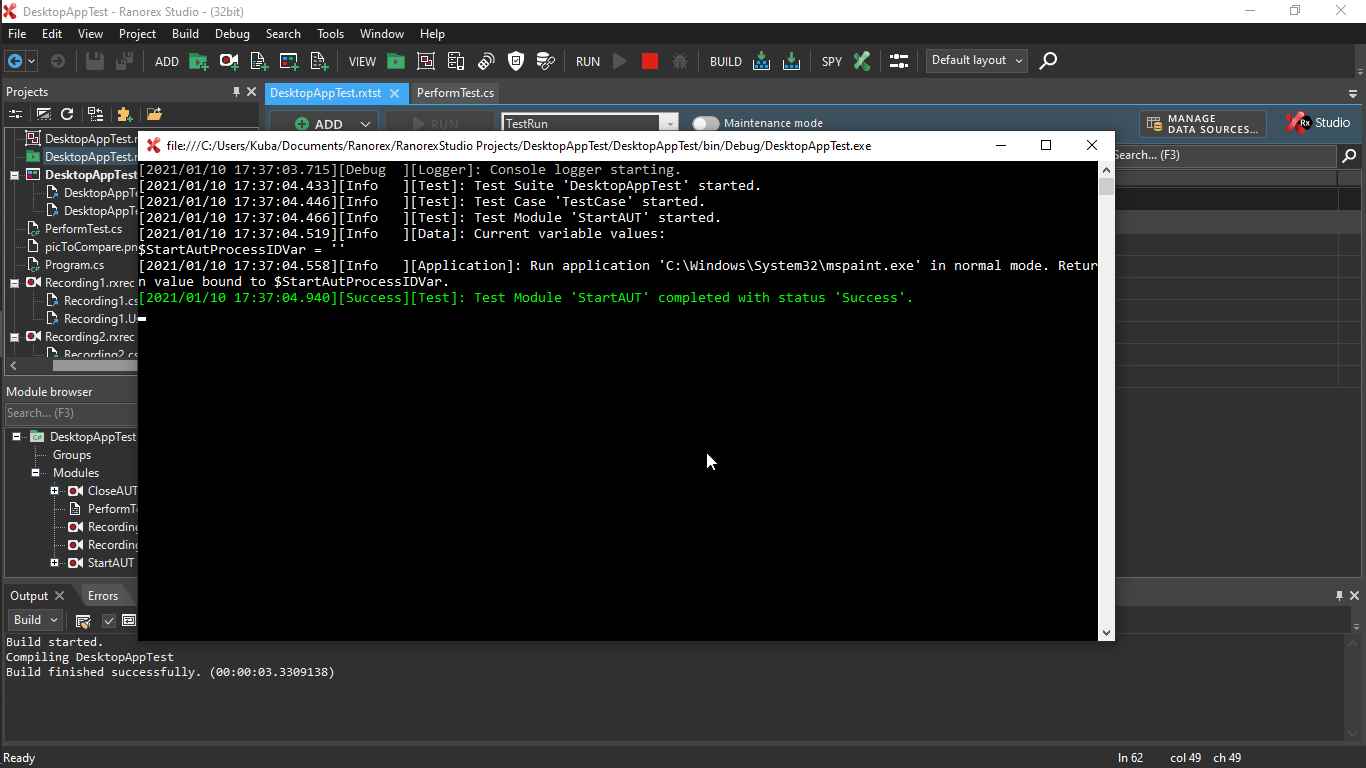 DesktopAppTest - Ranorex Studio - (32bit)
File Edit View Project Build Debug Search Tools Window Help
ADD VIEW RUN BUILD SPY Default layout
Projects
DesktopAppTest.rxtst PerformTest.cs
ADD RUN TestRun Maintenance mode
MANAGE
DATA SOURCES...
Rx Studio
DesktopAppTest.r
DesktopAppTest.r
DesktopAppTest
DesktopAppT
DesktopAppT
PerformTest.cs
picToCompare.pn
Program.cs
Recording1.rxrec
Recording1.cs
Recording1.U
Recording2.rxrec
Recording2.cs
file:///C:/Users/Kuba/Documents/Ranorex/RanorexStudio Projects/DesktopAppTest/DesktopAppTest/bin/Debug/DesktopAppTest.exe
Search... (F3)
[2021/01/10 17:37:03.715][Debug ][Logger]: Console logger starting.
[2021/01/10 17:37:04.433][Info ][Test]: Test Suite 'DesktopAppTest' started.
[2021/01/10 17:37:04.446][Info ][Test]: Test Case 'TestCase' started.
[2021/01/10 17:37:04.466][Info ][Test]: Test Module 'StartAUT' started.
[2021/01/10 17:37:04.519][Info ][Data]: Current variable values:
$StartAutProcessIDVar = ''
[2021/01/10 17:37:04.558][Info ][Application]: Run application 'C:\Windows\System32\mspaint.exe' in normal mode. Retur
n value bound to $StartAutProcessIDVar.
[2021/01/10 17:37:04.940][Success][Test]: Test Module 'StartAUT' completed with status 'Success'.
Module browser
Search... (F3)
DesktopAppTest
Groups
Modules
CloseAUT
PerformT
Recording
Recording
StartAUT
Output Errors
Build
Build started.
Compiling DesktopAppTest
Build finished successfully. (00:00:03.3309138)
Ready
ln 62 col 49 ch 49